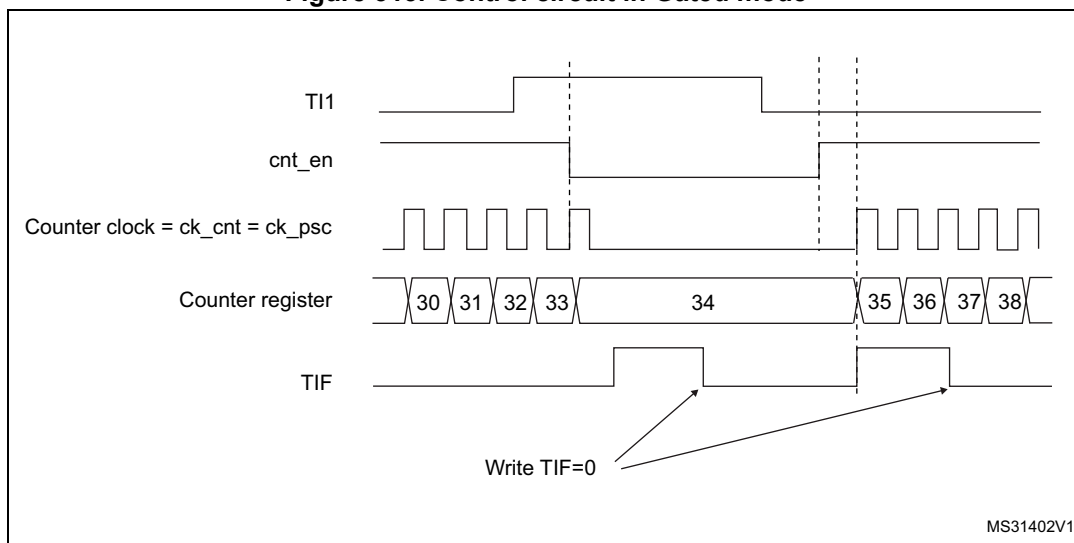 Figure Control circuit in Gated mode
TI1
cnt_en
Counter clock = ck_cnt = ck_psc
Counter register
30 31 32 33 34 35 36 37 38
TIF
Write TIF=0
MS31402V1